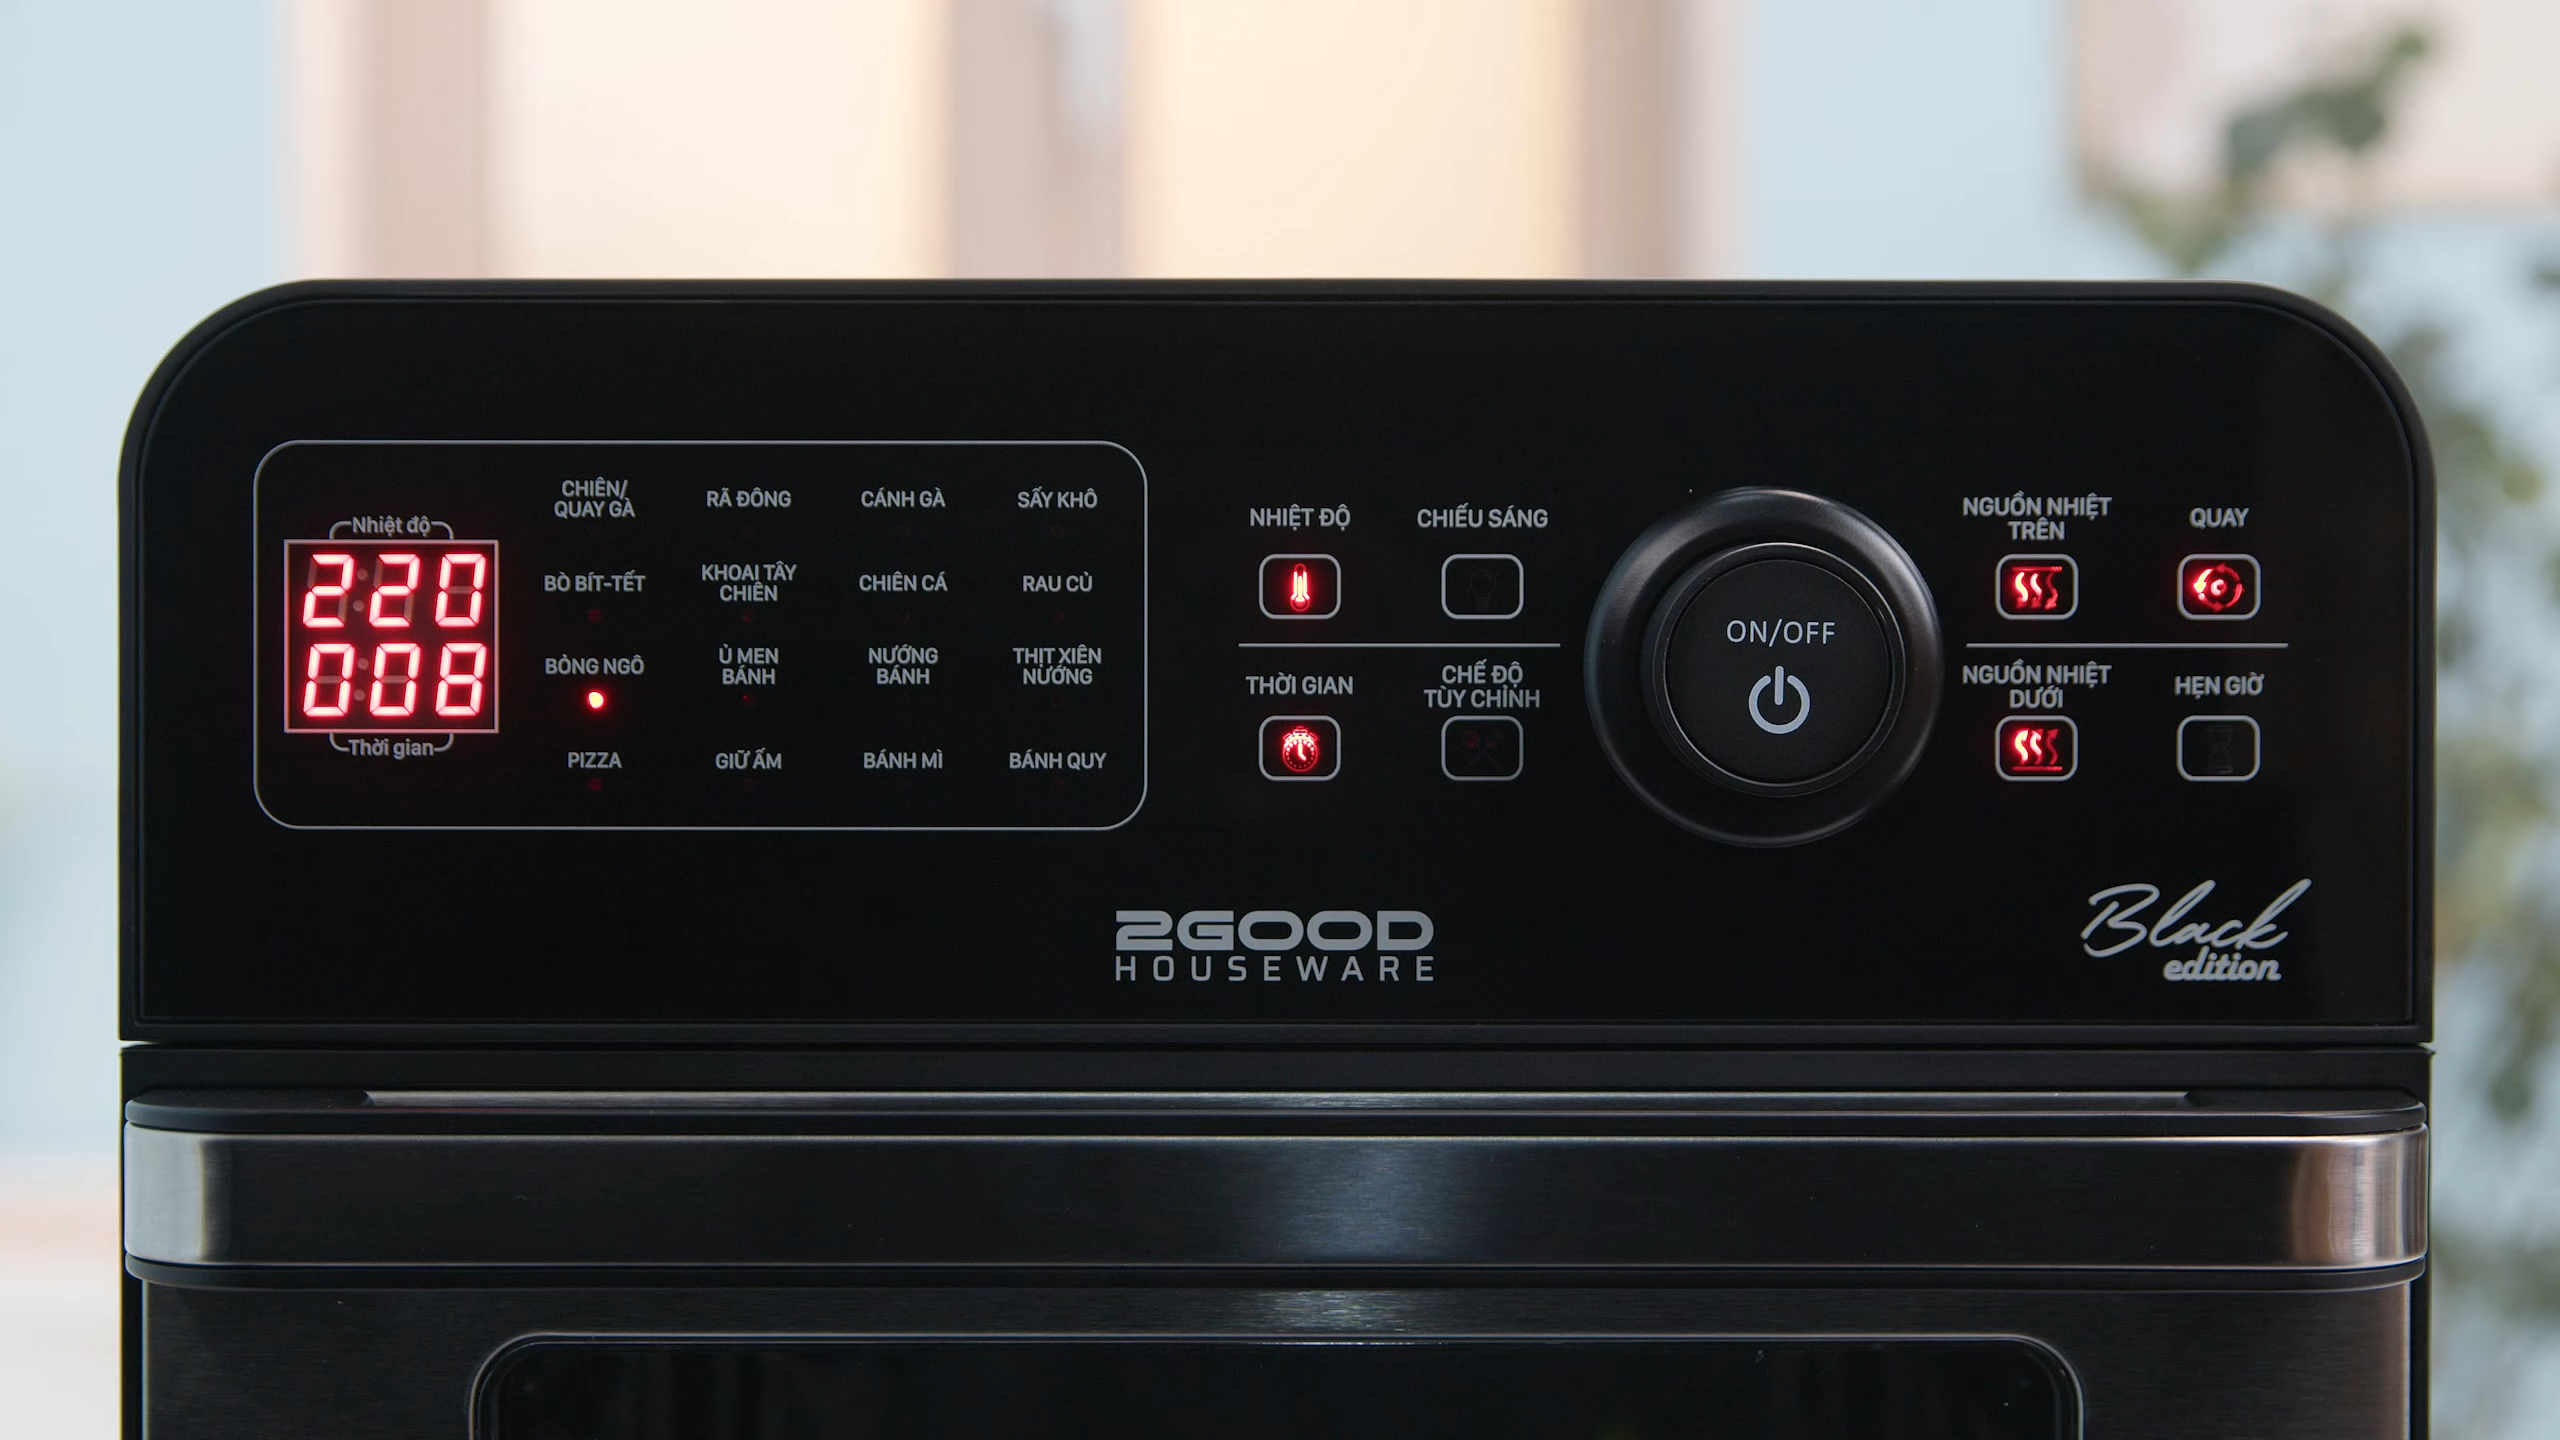 Nhiệt độ
220
008
Thời gian
CHIÊN/
QUAY GÀ
RÃ ĐÔNG
CÁNH GÀ
SẤY KHÔ
BÒ BÍT-TẾT
KHOAI TÂY
CHIÊN
CHIÊN CÁ
RAU CỦ
BỎNG NGÔ
Ủ MEN
BÁNH
NƯỚNG
BÁNH
THỊT XIÊN
NƯỚNG
PIZZA
GIỮ ẤM
BÁNH MÌ
BÁNH QUY
NHIỆT ĐỘ
CHIẾU SÁNG
THỜI GIAN
CHẾ ĐỘ
TÙY CHỈNH
ON/OFF
NGUỒN NHIỆT
TRÊN
QUAY
NGUỒN NHIỆT
DƯỚI
HẸN GIỜ
2GOOD
HOUSEWARE
Black
edition